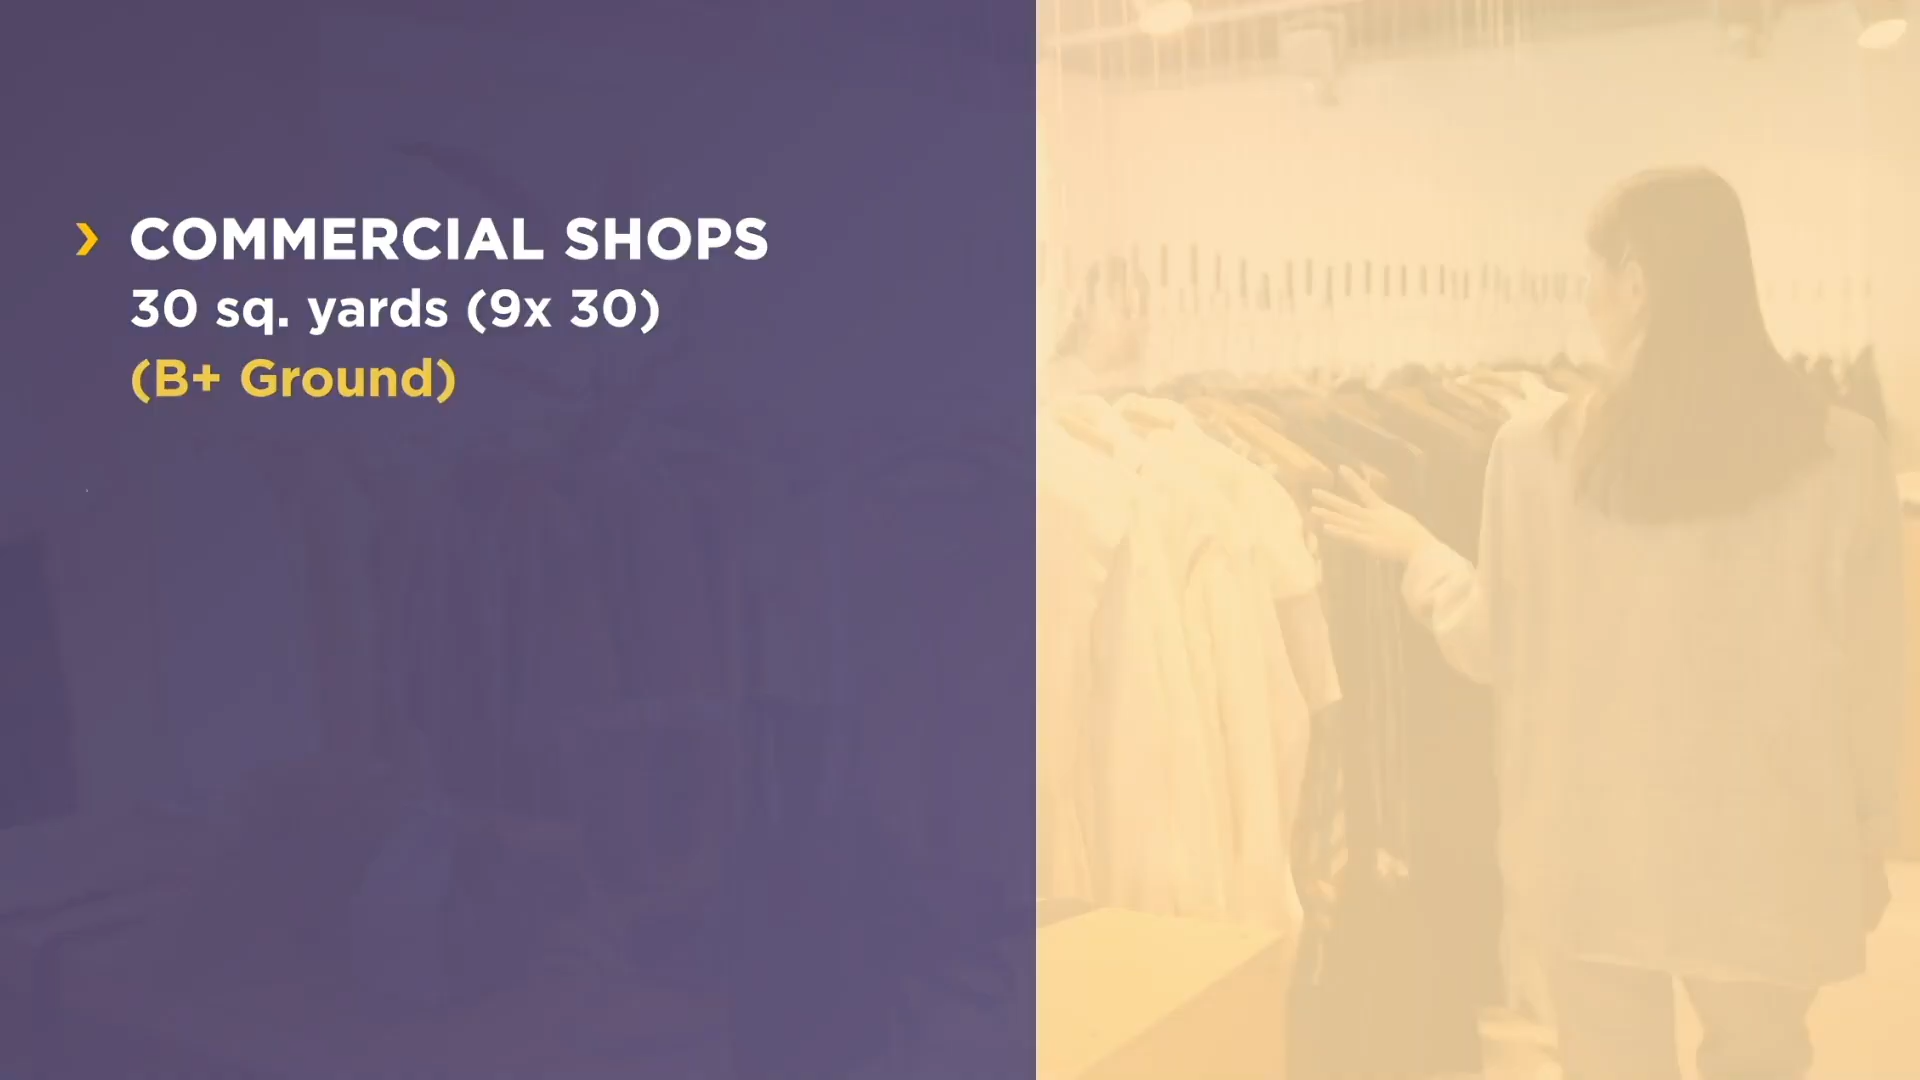 COMMERCIAL SHOPS
30 sq. yards (9x 30)
(B+ Ground)